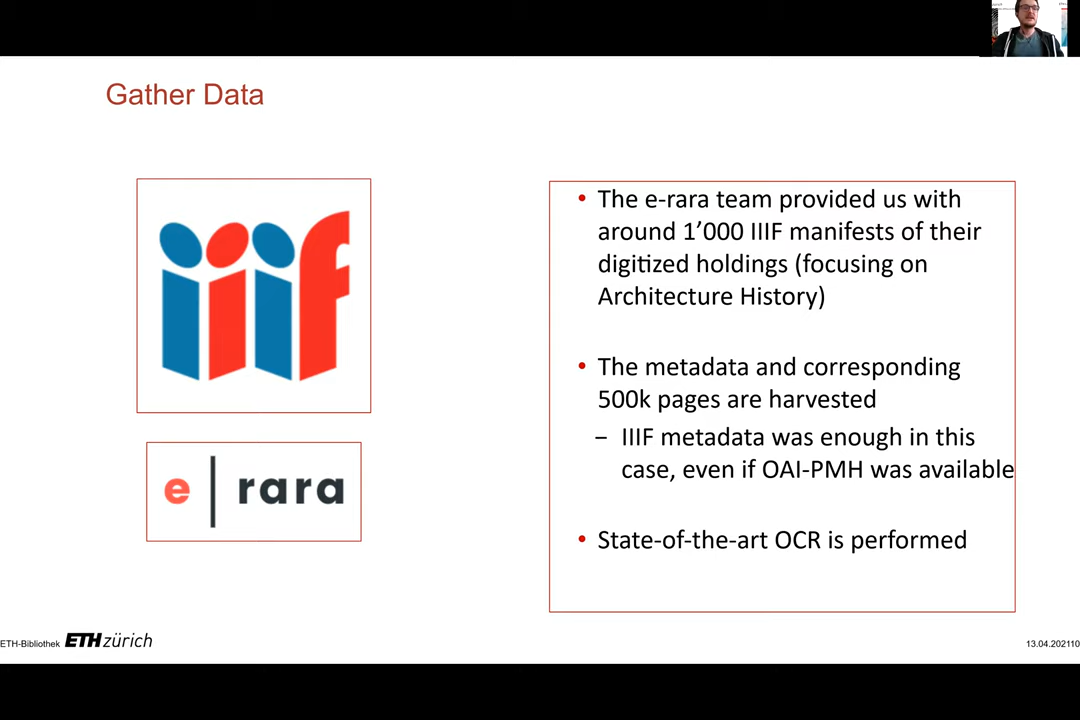 Gather Data
iiif
e | rara
• The e-rara team provided us with
around 1’000 IIIF manifests of their
digitized holdings (focusing on
Architecture History)
• The metadata and corresponding
500k pages are harvested
– IIIF metadata was enough in this
case, even if OAI-PMH was available
• State-of-the-art OCR is performed
ETH-Bibliothek ETH zürich
13.04.202110